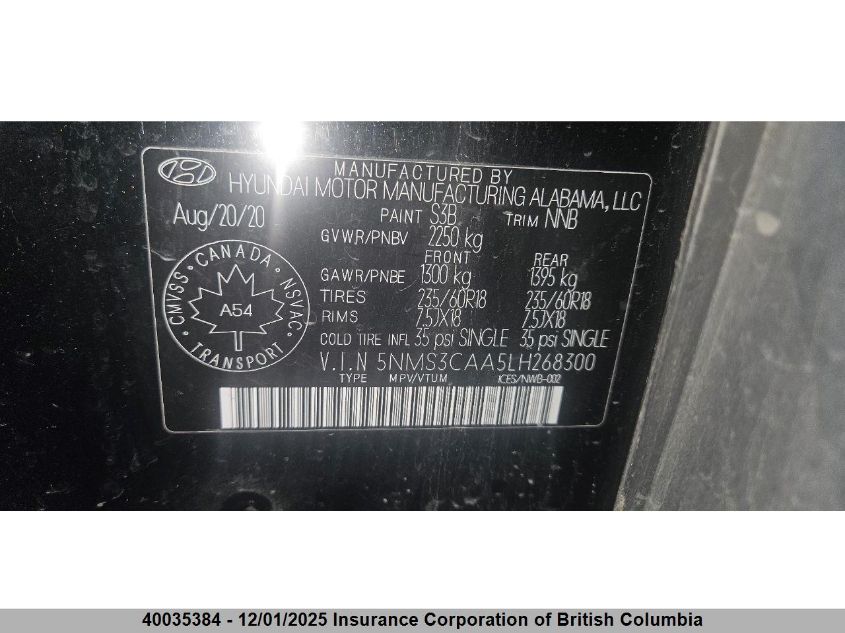 MANUFACTURED BY
HYUNDAI MOTOR MANUFACTURING ALABAMA, LLC
Aug/20/20 PAINT S3B TRIM NNB
GVWR/PNBV 2250 kg
FRONT REAR
GAWR/PNBE 1300 kg 1395 kg
TIRES 235/60R18 235/60R18
RIMS 7.5JX18 7.5JX18
COLD TIRE INFL 35 psi SINGLE 35 psi SINGLE
V.I.N 5NMS3CAA5LH268300
TYPE MPV/VTUM ICES/NMB-002
CMVSS • CANADA • NSVAC
A54
TRANSPORT
40035384 - 12/01/2025 Insurance Corporation of British Columbia